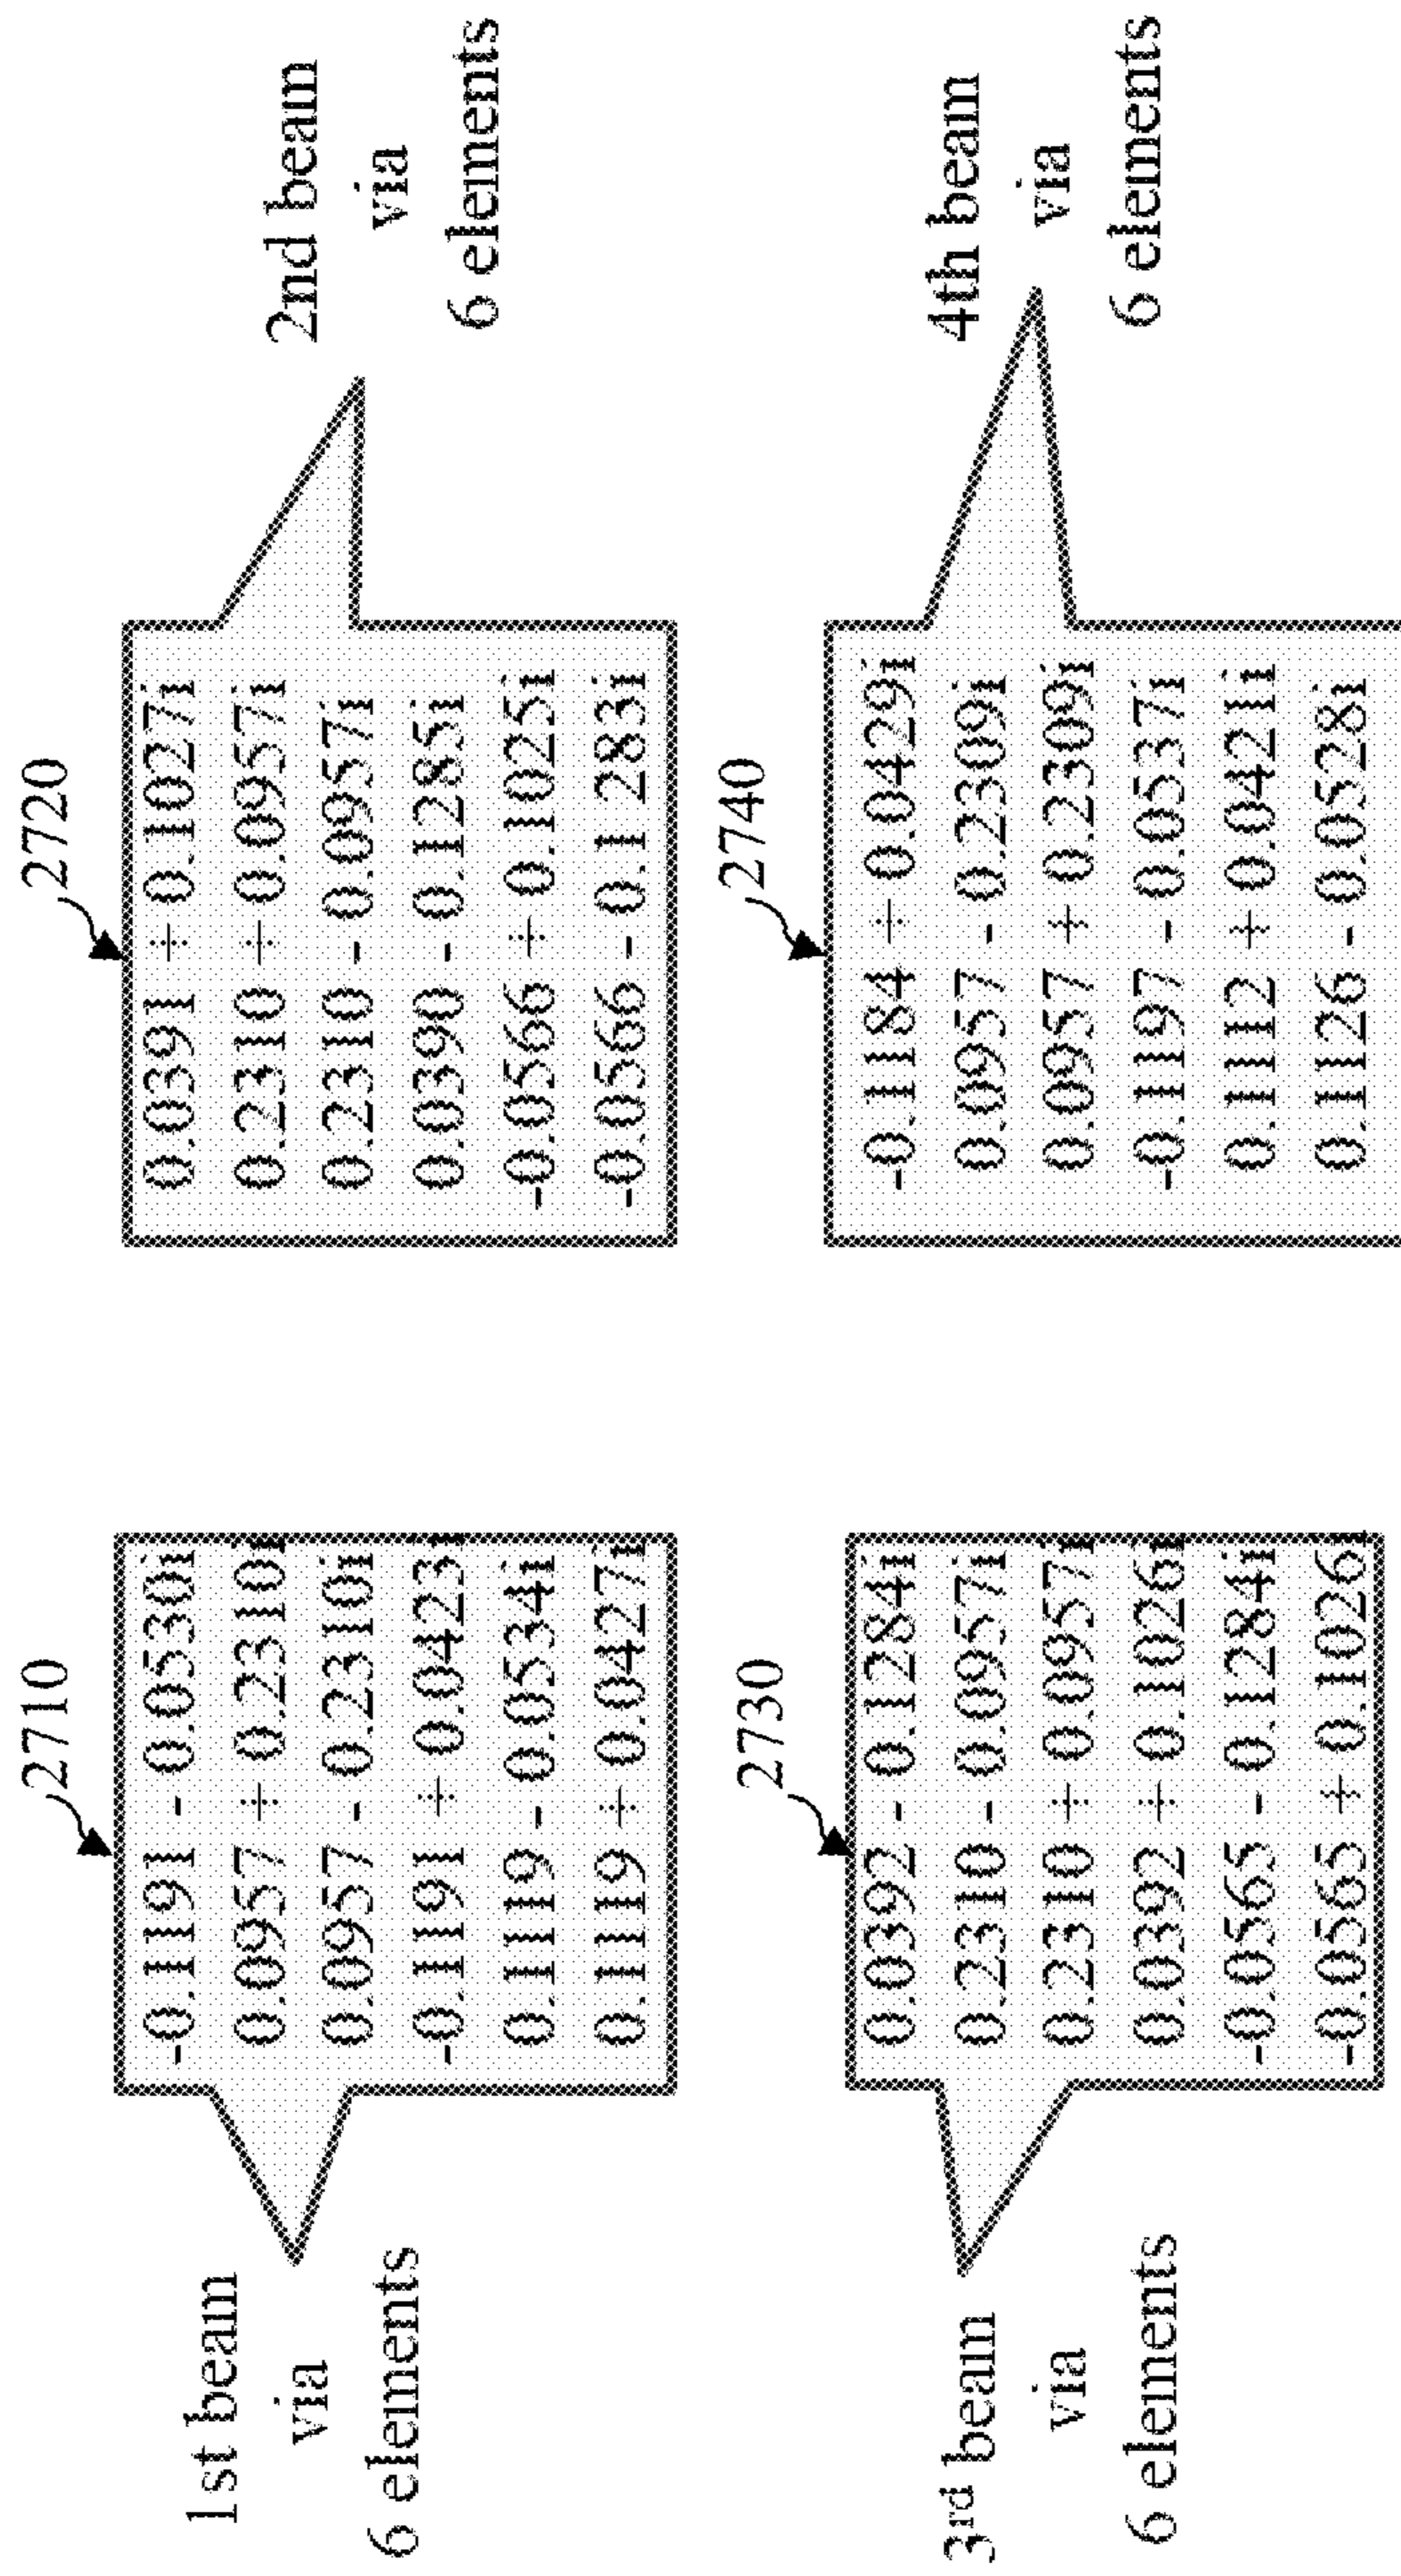 2710
1st beam
via
6 elements
-0.1191 - 0.0530i
0.0957 + 0.2310i
0.0957 - 0.2310i
-0.1191 + 0.0423i
0.1119 - 0.0534i
0.1119 + 0.0427i
2720
0.0391 + 0.1027i
0.2310 + 0.0957i
0.2310 - 0.0957i
0.0390 - 0.1285i
-0.0566 + 0.1025i
-0.0566 - 0.1283i
2nd beam
via
6 elements
2730
3rd beam
via
6 elements
0.0392 - 0.1284i
0.2310 - 0.0957i
0.2310 + 0.0957i
0.0392 + 0.1026i
-0.0565 - 0.1284i
-0.0565 + 0.1026i
2740
-0.1184 + 0.0429i
0.0957 - 0.2309i
0.0957 + 0.2309i
-0.1197 - 0.0537i
0.1112 + 0.0421i
0.1126 - 0.0528i
4th beam
via
6 elements